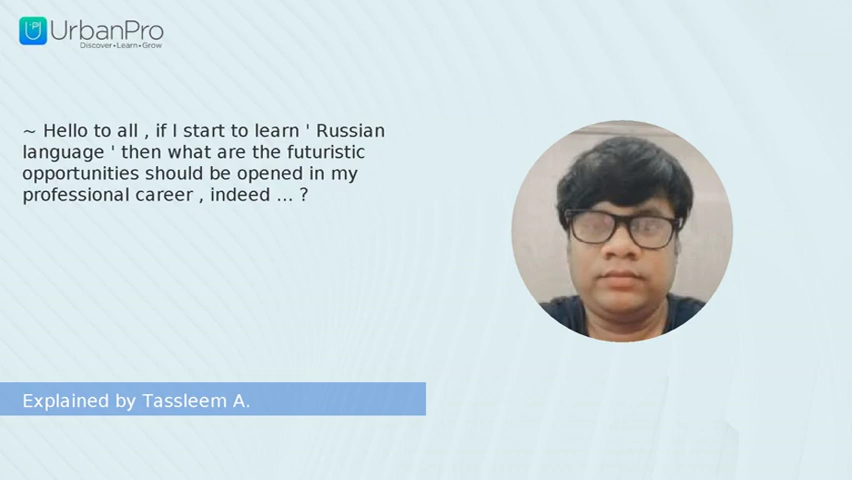 UrbanPro
Discover•Learn•Grow
~ Hello to all , if I start to learn ' Russian
language ' then what are the futuristic
opportunities should be opened in my
professional career , indeed ... ?
Explained by Tassleem A.